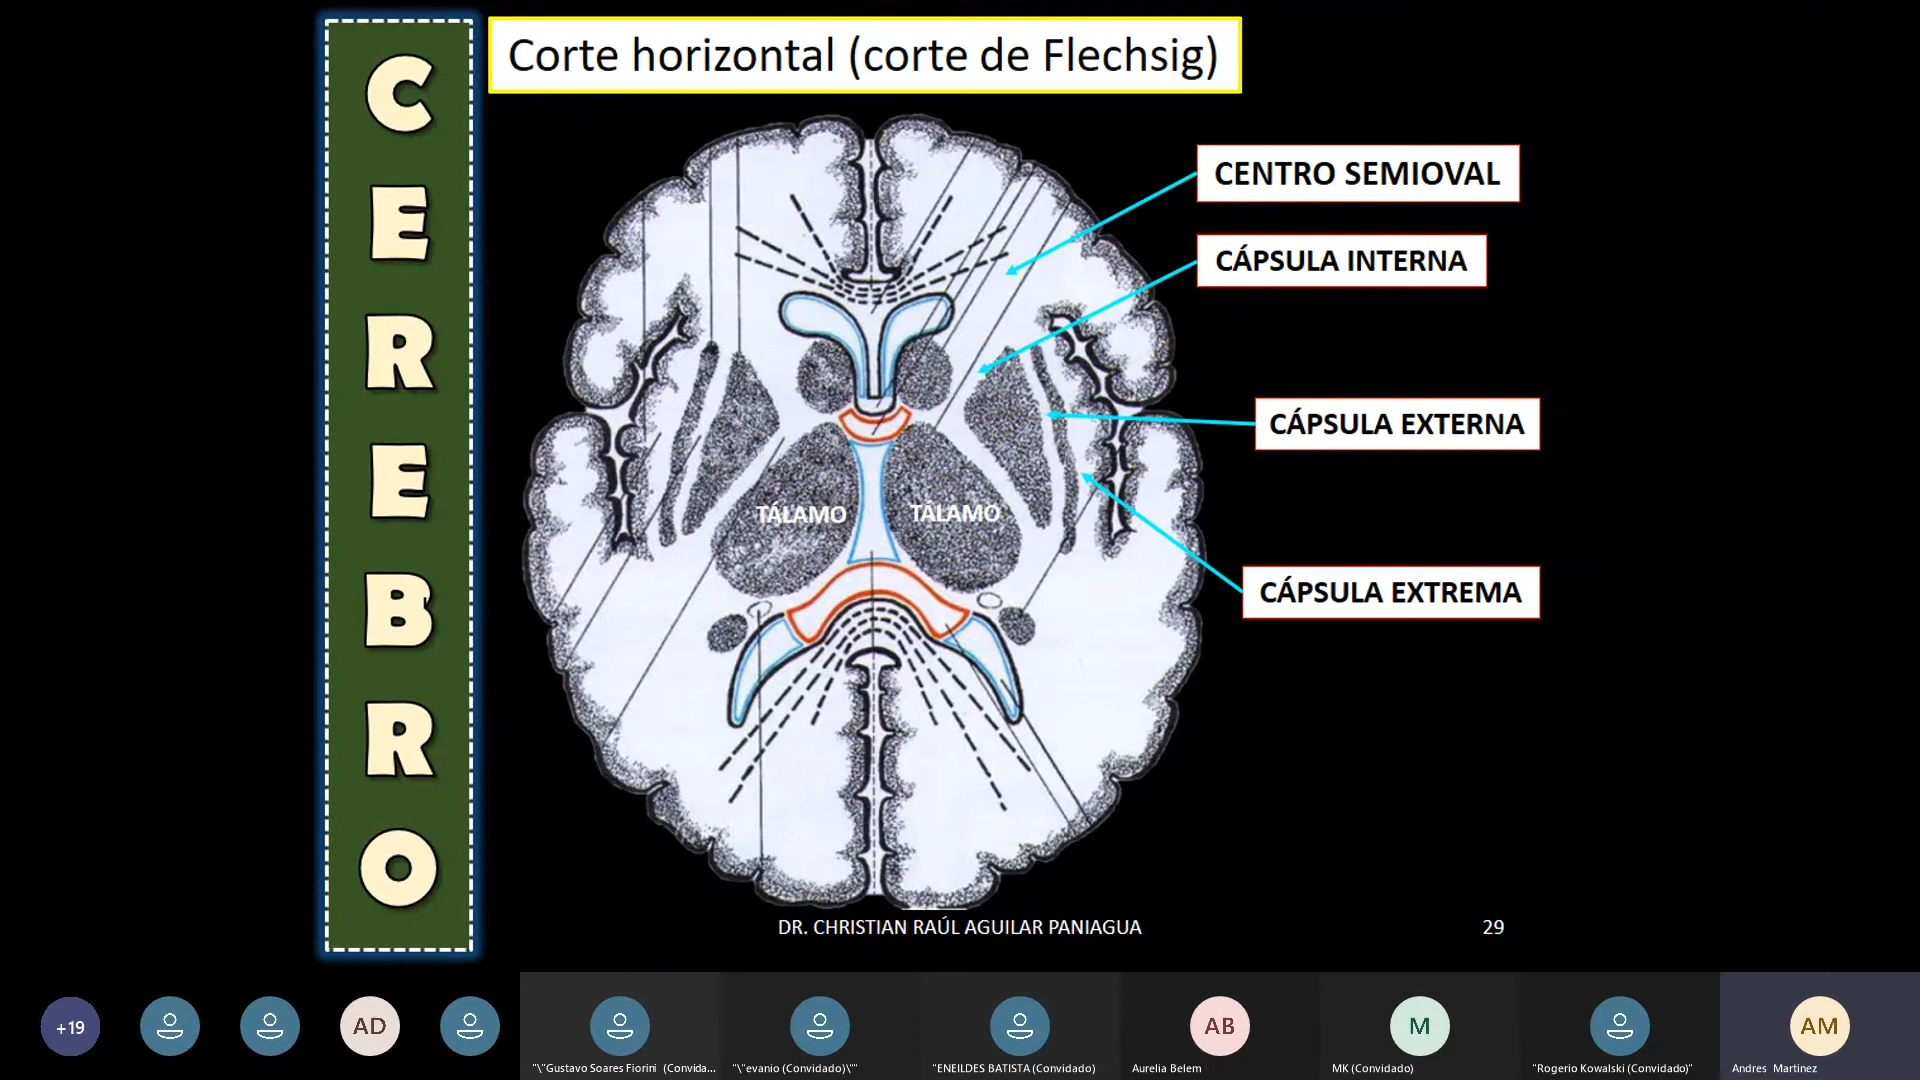 CEREBRO
Corte horizontal (corte de Flechsig)
CENTRO SEMIOVAL
CÁPSULA INTERNA
CÁPSULA EXTERNA
TÁLAMO TÁLAMO
CÁPSULA EXTREMA
DR. CHRISTIAN RAÚL AGUILAR PANIAGUA 29
+19 AD AB M AM
"\"Gustavo Soares Fiorini (Convida... "\"evanio (Convidado)\"" "ENEILDES BATISTA (Convidado) Aurelia Belem MK (Convidado) "Rogerio Kowalski (Convidado)" Andres Martinez